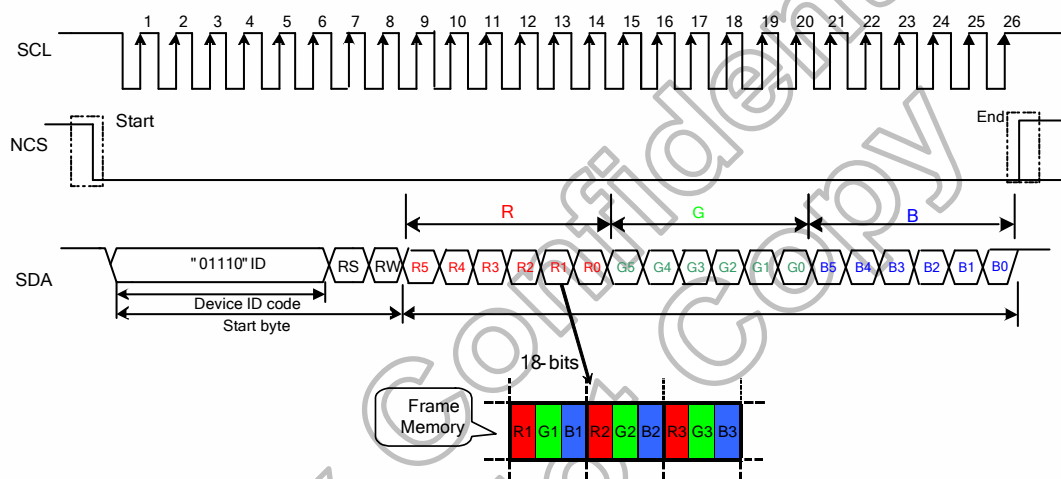 1 2 3 4 5 6 7 8 9 10 11 12 13 14 15 16 17 18 19 20 21 22 23 24 25 26
SCL
Start
End
NCS
R G B
SDA
"01110" ID RS RW R5 R4 R3 R2 R1 R0 G5 G4 G3 G2 G1 G0 B5 B4 B3 B2 B1 B0
Device ID code
Start byte
18-bits
Frame
Memory
R1 G1 B1 R2 G2 B2 R3 G3 B3
Confident
Copy